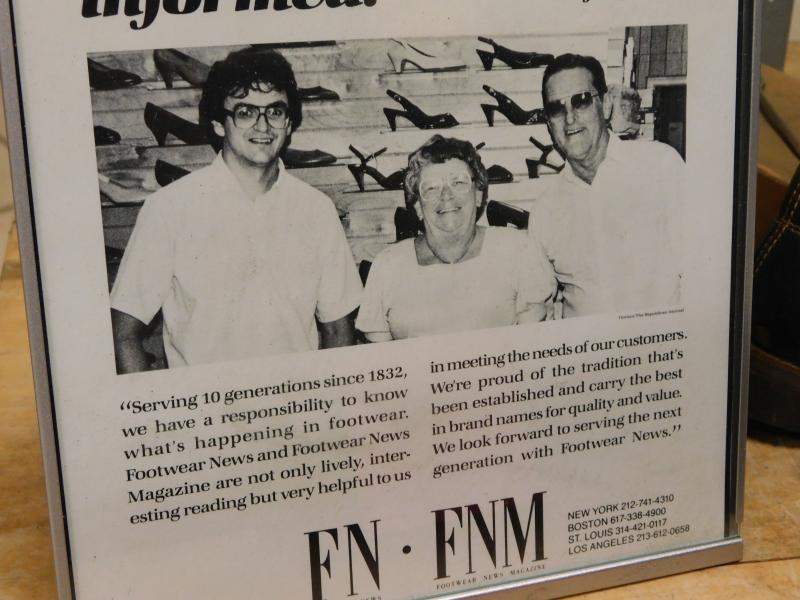 informed.
“Serving 10 generations since 1832,
we have a responsibility to know
what's happening in footwear.
Footwear News and Footwear News
Magazine are not only lively, inter-
esting reading but very helpful to us
in meeting the needs of our customers.
We're proud of the tradition that's
been established and carry the best
in brand names for quality and value.
We look forward to serving the next
generation with Footwear News.”
FN · FNM
FOOTWEAR NEWS MAGAZINE
NEW YORK 212-741-4310
BOSTON 617-338-4900
ST. LOUIS 314-421-0117
LOS ANGELES 213-612-0658